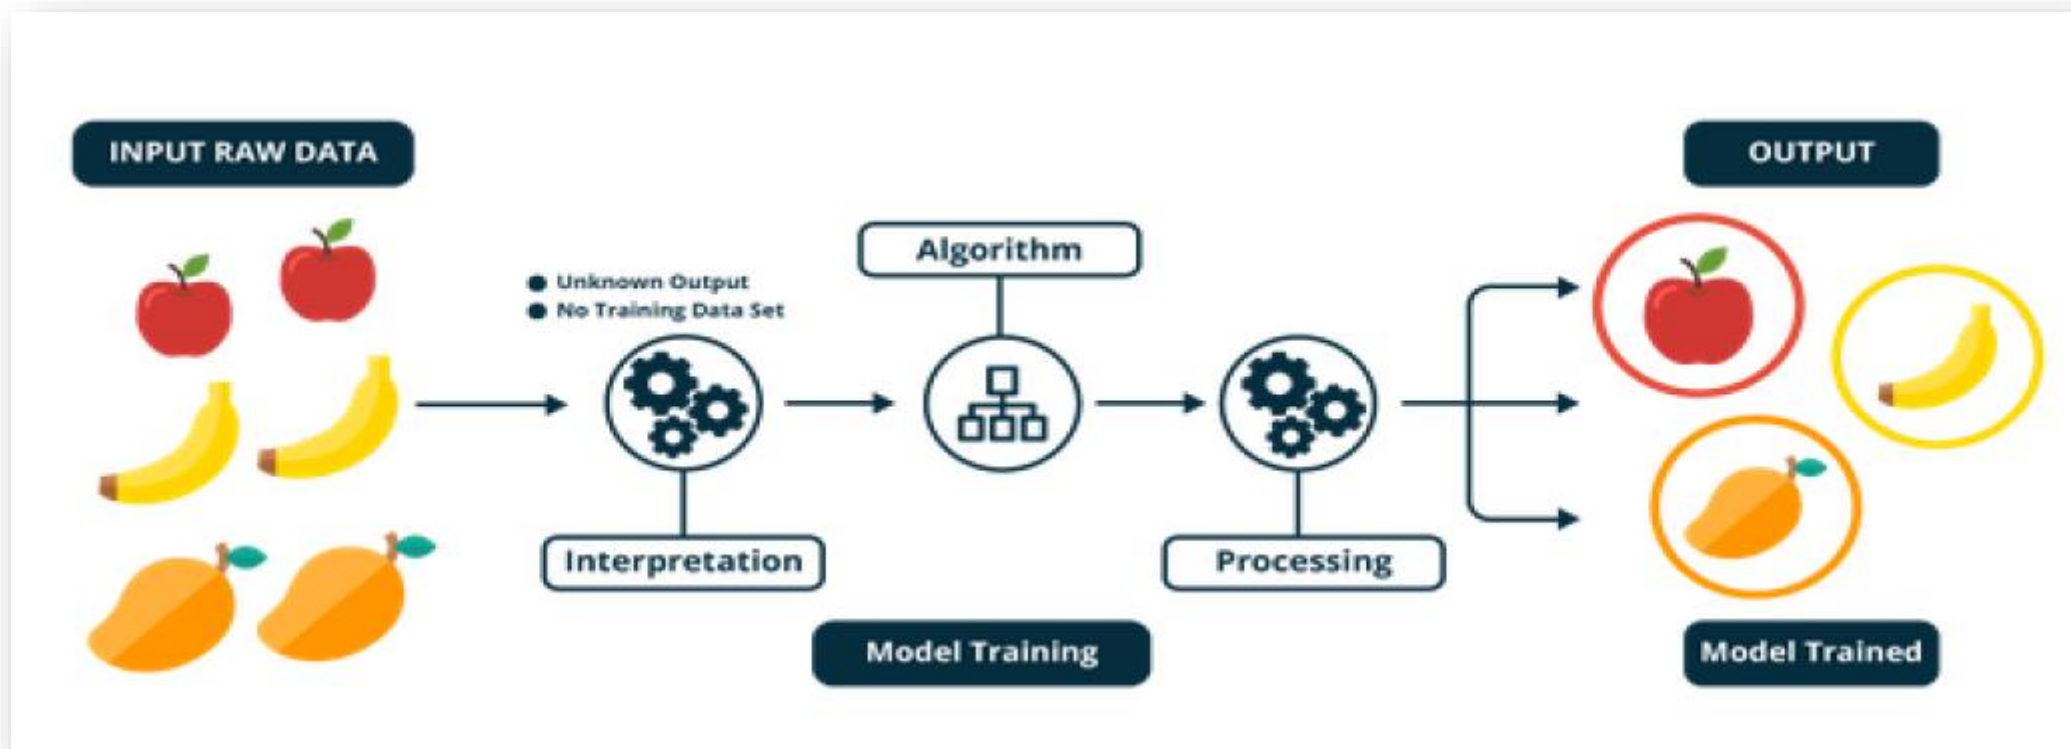 INPUT RAW DATA
OUTPUT
Algorithm
Unknown Output
No Training Data Set
Interpretation
Processing
Model Training
Model Trained